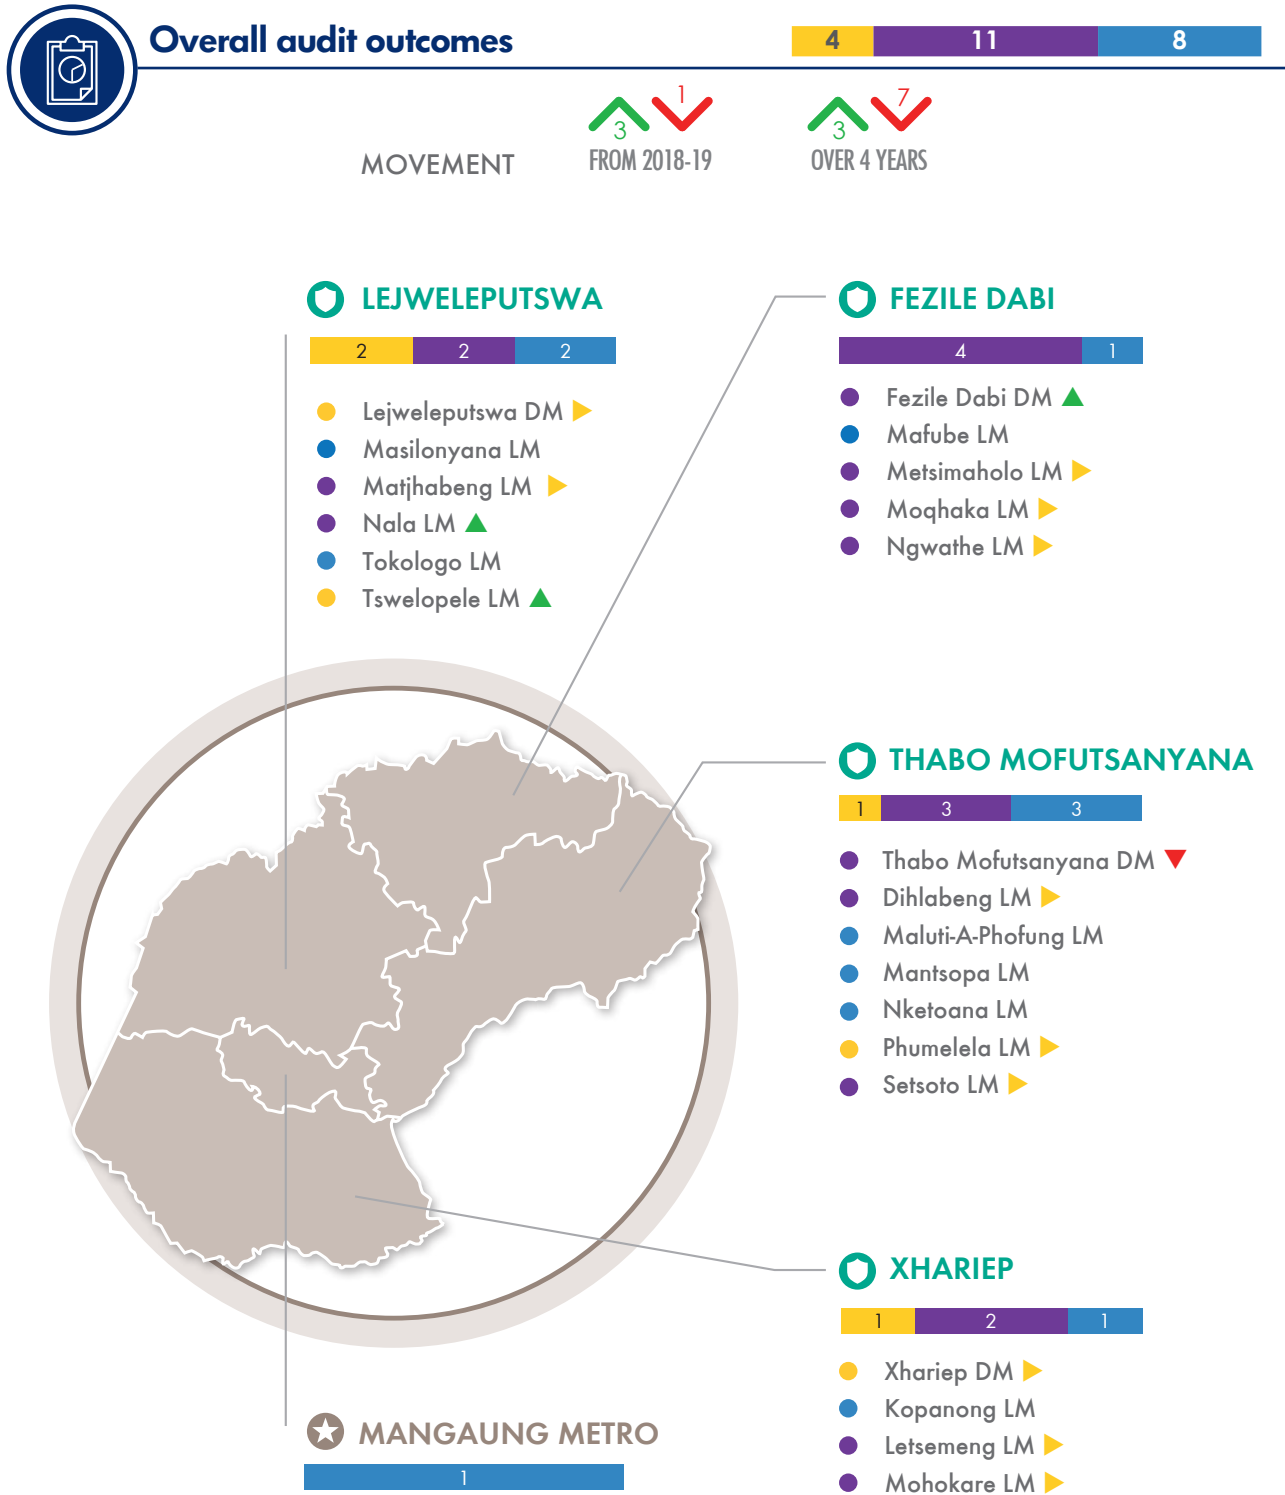 Overall audit outcomes
4 11 8
3 1 3 7
MOVEMENT FROM 2018-19 OVER 4 YEARS
LEJWELEPUTSWA
2 2 2
Lejweleputswa DM
Masilonyana LM
Matjhabeng LM
Nala LM
Tokologo LM
Tswelopele LM
FEZILE DABI
4 1
Fezile Dabi DM
Mafube LM
Metsimaholo LM
Moqhaka LM
Ngwathe LM
THABO MOFUTSANYANA
1 3 3
Thabo Mofutsanyana DM
Dihlabeng LM
Maluti-A-Phofung LM
Mantsopa LM
Nketoana LM
Phumelela LM
Setsoto LM
XHARIEP
1 2 1
Xhariep DM
Kopanong LM
Letsemeng LM
Mohokare LM
MANGAUNG METRO
1